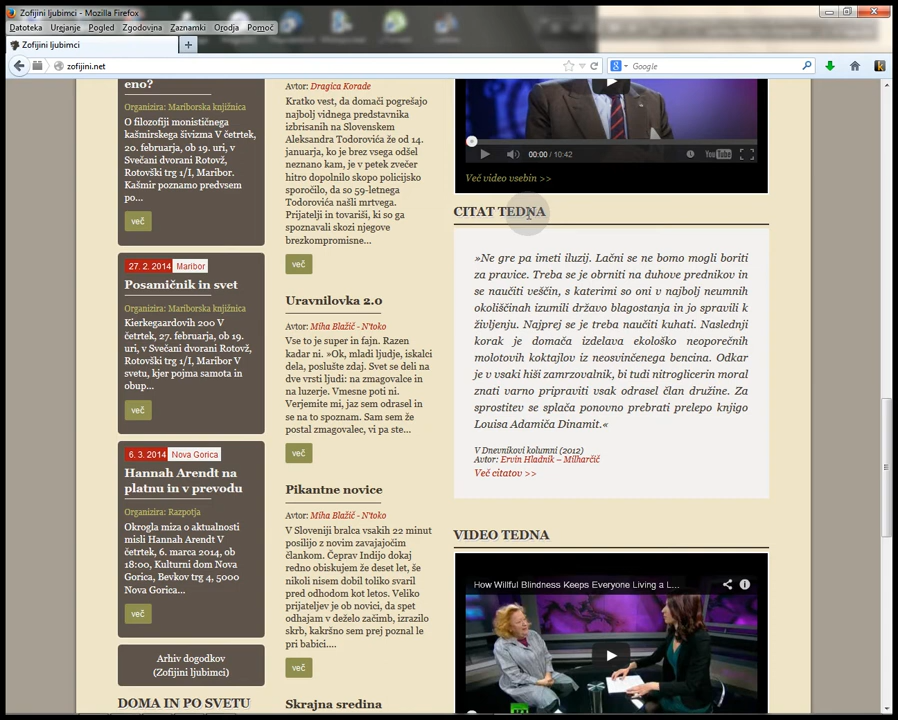 Zofijini ljubimci - Mozilla Firefox
Datoteka Urejanje Pogled Zgodovina Zaznamki Orodja Pomoč
Zofijini ljubimci
zofijini.net
Google
eno?
Organizira: Mariborska knjižnica
O filozofiji monističnega
kašmirskega šivizma V četrtek,
20. februarja, ob 19. uri, v
Svečani dvorani Rotovž,
Rotovški trg 1/I, Maribor.
Kašmir poznamo predvsem
po...
več
27. 2. 2014 Maribor
Posamičnik in svet
Organizira: Mariborska knjižnica
Kierkegaardovih 200 V
četrtek, 27. februarja, ob 19.
uri, v Svečani dvorani Rotovž,
Rotovški trg 1/I, Maribor V
svetu, kjer pojma samota in
obup...
več
6. 3. 2014 Nova Gorica
Hannah Arendt na
platnu in v prevodu
Organizira: Razpotja
Okrogla miza o aktualnosti
misli Hannah Arendt V
četrtek, 6. marca 2014, ob
18:00, Kulturni dom Nova
Gorica, Bevkov trg 4, 5000
Nova Gorica...
več
Arhiv dogodkov
(Zofijini ljubimci)
DOMA IN PO SVETU
Avtor: Dragica Korade
Kratko vest, da domači pogrešajo
najbolj vidnega predstavnika
izbrisanih na Slovenskem
Aleksandra Todoroviča že od 14.
januarja, ko je brez vsega odšel
neznano kam, je v petek zvečer
hitro dopolnilo skopo policijsko
sporočilo, da so 59-letnega
Todorovića našli mrtvega.
Prijatelji in tovariši, ki so ga
spoznavali skozi njegove
brezkompromisne...
več
Uravnilovka 2.0
Avtor: Miha Blažič - N'toko
Vse to je super in fajn. Razen
kadar ni. »Ok, mladi ljudje, iskalci
dela, poslušte zdaj. Svet se deli na
dve vrsti ljudi: na zmagovalce in
na luzerje. Vmesne poti ni.
Verjemite mi, jaz sem odrasel in
se na to spoznam. Sam sem že
postal zmagovalec, vi pa ste...
več
Pikantne novice
Avtor: Miha Blažič - N'toko
V Sloveniji bralca vsakih 22 minut
posilijo z novim zavajajočim
člankom. Čeprav Indijo dokaj
redno obiskujem že deset let, še
nikoli nisem dobil toliko svaril
pred odhodom kot letos. Veliko
prijateljev je ob novici, da spet
odhajam v deželo začimb, izrazilo
skrb, kakršno sem prej poznal le
pri babici....
več
Skrajna sredina
00:00 / 10:42
YouTube
Več video vsebin >>
CITAT TEDNA
»Ne gre pa imeti iluzij. Lačni se ne bomo mogli boriti
za pravice. Treba se je obrniti na duhove prednikov in
se naučiti veščin, s katerimi so oni v najbolj neumnih
okoliščinah izumili državo blagostanja in jo spravili k
življenju. Najprej se je treba naučiti kuhati. Naslednji
korak je domača izdelava ekološko neoporečnih
molotovih koktajlov iz neosvinčenega bencina. Odkar
je v vsaki hiši zamrzovalnik, bi tudi nitroglicerin moral
znati varno pripraviti vsak odrasel član družine. Za
sprostitev se splača ponovno prebrati prelepo knjigo
Louisa Adamiča Dinamit.«
V Dnevnikovi kolumni (2012)
Avtor: Ervin Hladnik – Milharčič
Več citatov >>
VIDEO TEDNA
How Willful Blindness Keeps Everyone Living a L...
RT